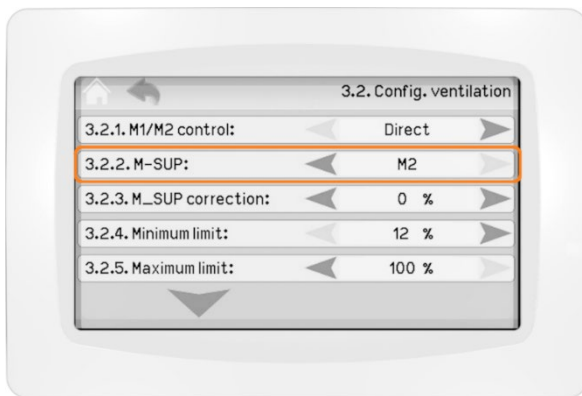 3.2. Config. ventilation
3.2.1. M1/M2 control: Direct
3.2.2. M-SUP: M2
3.2.3. M_SUP correction: 0 %
3.2.4. Minimum limit: 12 %
3.2.5. Maximum limit: 100 %